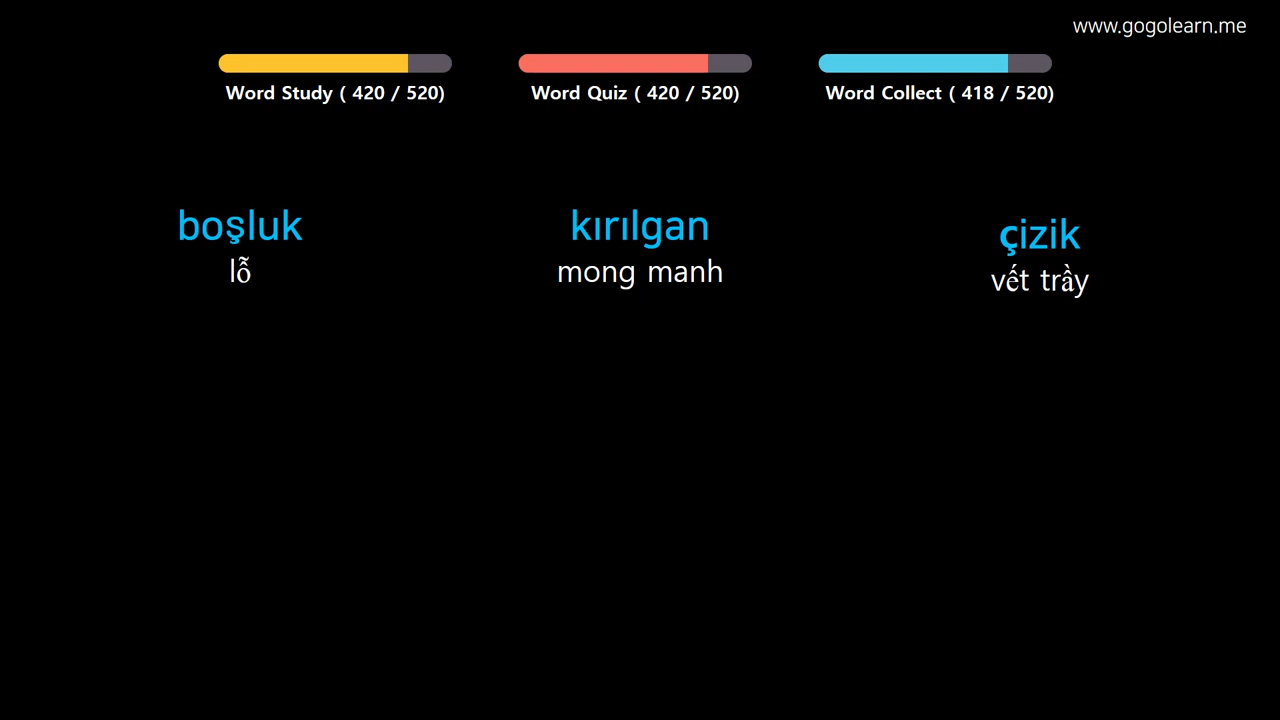 www.gogolearn.me
Word Study ( 420 / 520)
Word Quiz ( 420 / 520)
Word Collect ( 418 / 520)
boşluk
lỗ
kırılgan
mong manh
çizik
vết trầy